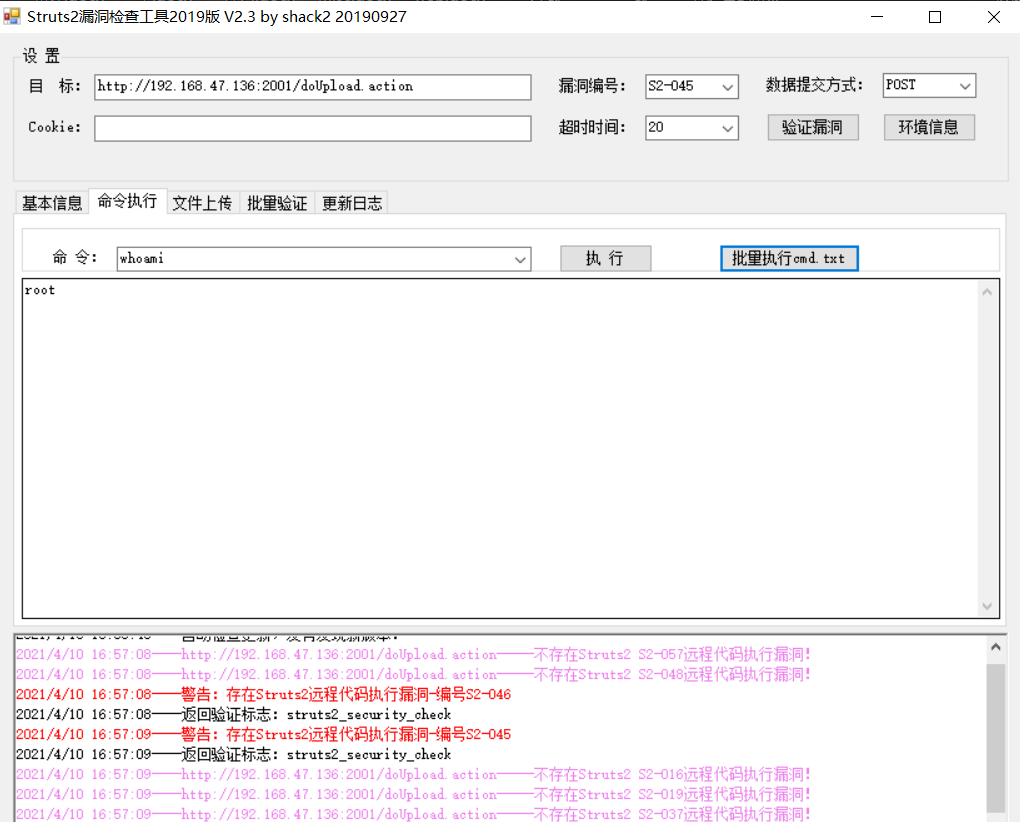 Struts2漏洞检查工具2019版 V2.3 by shack2 20190927
设 置
目 标: http://192.168.47.136:2001/doUpload.action 漏洞编号: S2-045 数据提交方式: POST
Cookie: 超时时间: 20 验证漏洞 环境信息
基本信息 命令执行 文件上传 批量验证 更新日志
命 令: whoami 执 行 批量执行cmd.txt
root
2021/4/10 16:57:08——http://192.168.47.136:2001/doUpload.action——不存在Struts2 S2-057远程代码执行漏洞!
2021/4/10 16:57:08——http://192.168.47.136:2001/doUpload.action——不存在Struts2 S2-048远程代码执行漏洞!
2021/4/10 16:57:08——警告: 存在Struts2远程代码执行漏洞-编号S2-046
2021/4/10 16:57:08——返回验证标志: struts2_security_check
2021/4/10 16:57:09——警告: 存在Struts2远程代码执行漏洞-编号S2-045
2021/4/10 16:57:09——返回验证标志: struts2_security_check
2021/4/10 16:57:09——http://192.168.47.136:2001/doUpload.action——不存在Struts2 S2-016远程代码执行漏洞!
2021/4/10 16:57:09——http://192.168.47.136:2001/doUpload.action——不存在Struts2 S2-019远程代码执行漏洞!
2021/4/10 16:57:09——http://192.168.47.136:2001/doUpload.action——不存在Struts2 S2-037远程代码执行漏洞!